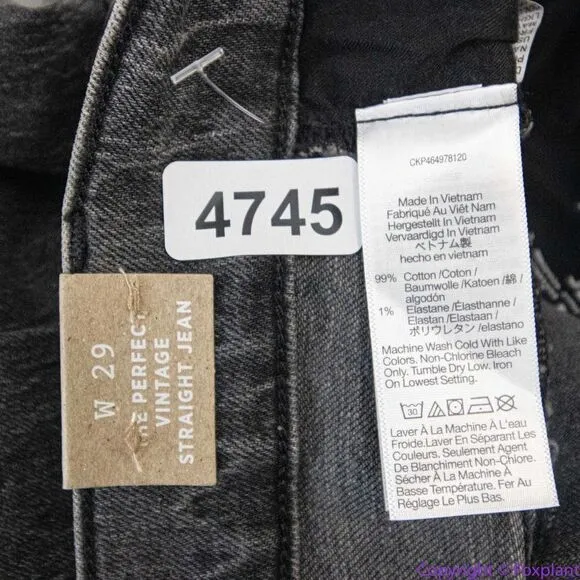 4745
W 29
PERFECT
VINTAGE
STRAIGHT JEAN
CKP464978120
Made In Vietnam
Fabriqué Au Viêt Nam
Hergestellt In Vietnam
Vervaardigd In Vietnam
ベトナム製
hecho en vietnam
99% Cotton /Coton /
Baumwolle /Katoen /綿 /
algodón
1% Elastane /Élasthanne /
Elastan /Elastaan /
ポリウレタン /elastano
Machine Wash Cold With Like
Colors. Non-Chlorine Bleach
Only. Tumble Dry Low. Iron
On Lowest Setting.
30
Laver À La Machine À L'eau
Froide.Laver En Séparant Les
Couleurs. Seulement Agent
De Blanchiment Non-Chlore.
Sécher À La Machine À
Basse Température. Fer Au
Réglage Le Plus Bas.
Copyright ©Foxplant